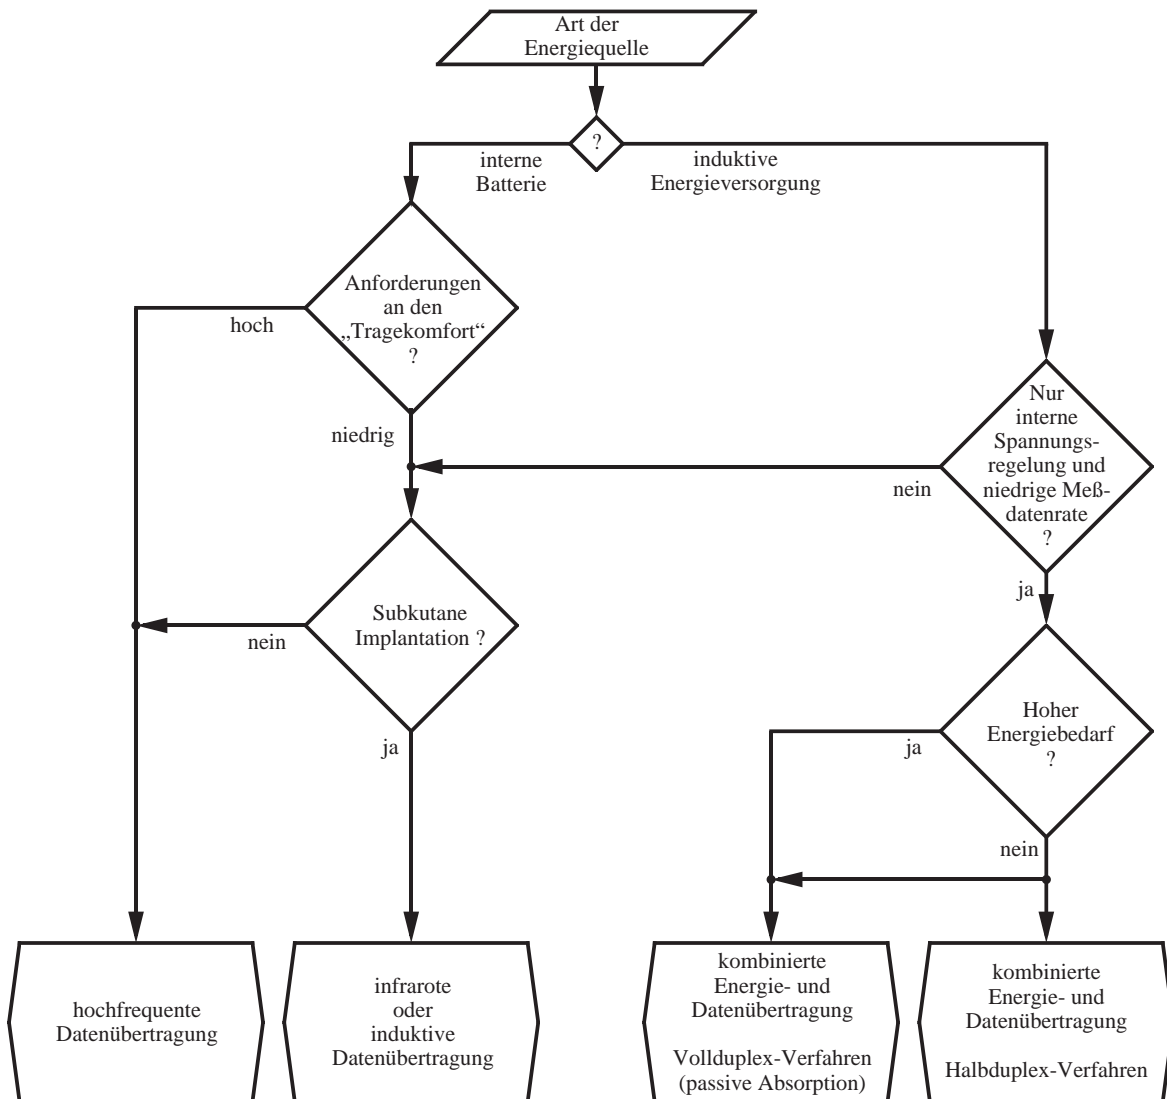 Art der
Energiequelle
?
interne
Batterie
induktive
Energieversorgung
Anforderungen
an den
„Tragekomfort“
?
hoch
niedrig
Nur
interne
Spannungs-
regelung und
niedrige Meß-
datenrate
?
nein
ja
Subkutane
Implantation ?
nein
ja
Hoher
Energiebedarf
?
ja
nein
hochfrequente
Datenübertragung
infrarote
oder
induktive
Datenübertragung
kombinierte
Energie- und
Datenübertragung
Vollduplex-Verfahren
(passive Absorption)
kombinierte
Energie- und
Datenübertragung
Halbduplex-Verfahren